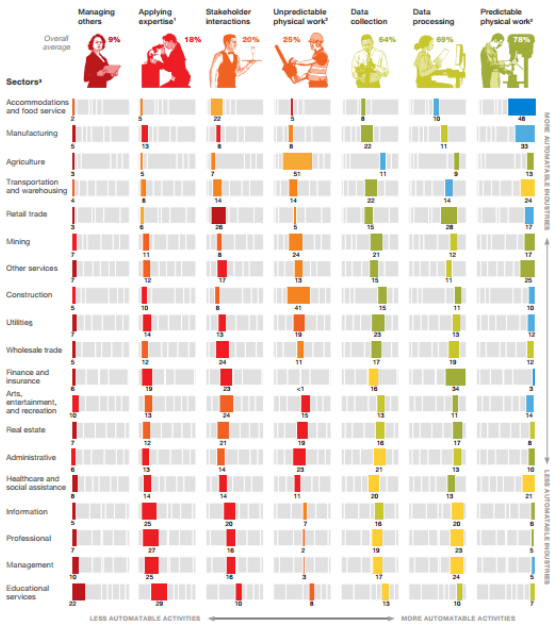 Managing others
Applying expertise¹
Stakeholder interactions
Unpredictable physical work²
Data collection
Data processing
Predictable physical work²
Overall average
9%
18%
20%
25%
64%
69%
78%
Sectors³
Accommodations and food service
2 5 22 5 8 10 48
Manufacturing
5 13 8 8 22 11 33
Agriculture
3 5 7 51 11 9 13
Transportation and warehousing
4 8 14 14 22 14 24
Retail trade
3 6 26 5 15 28 17
Mining
7 11 8 24 21 12 17
Other services
7 12 17 13 12 11 25
Construction
5 10 8 41 15 11 10
Utilities
7 14 13 19 23 13 12
Wholesale trade
5 12 24 11 17 19 12
Finance and insurance
6 19 23 <1 16 34 3
Arts, entertainment, and recreation
10 13 24 15 13 11 14
Real estate
7 12 21 19 16 17 8
Administrative
6 13 14 23 21 13 10
Healthcare and social assistance
8 14 14 11 20 13 21
Information
5 25 20 7 16 20 6
Professional
7 27 16 2 19 23 5
Management
10 25 16 3 17 24 5
Educational services
22 29 10 8 13 10 7
LESS AUTOMATABLE ACTIVITIES
MORE AUTOMATABLE ACTIVITIES
MORE AUTOMATABLE INDUSTRIES
LESS AUTOMATABLE INDUSTRIES